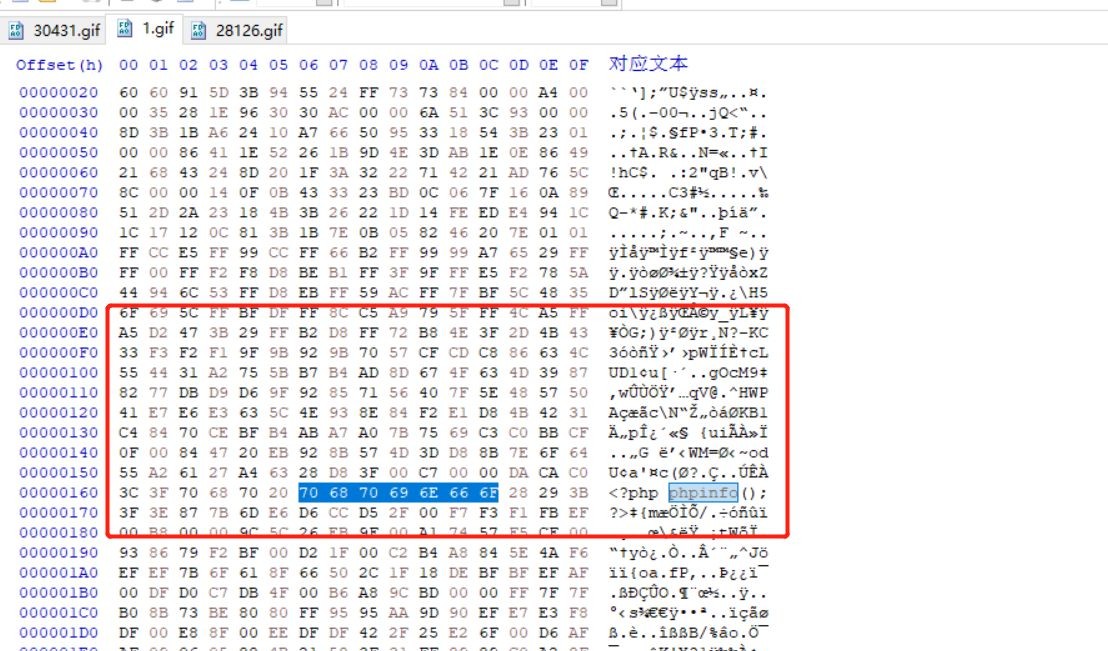 30431.gif 1.gif 28126.gif
Offset(h) 00 01 02 03 04 05 06 07 08 09 0A 0B 0C 0D 0E 0F 对应文本
00000020 60 60 91 5D 3B 94 55 24 FF 73 73 84 00 00 A4 00 ``‘];”U$ÿss„..¤.
00000030 00 35 28 1E 96 30 30 AC 00 00 6A 51 3C 93 00 00 .5(.–00¬..jQ<“..
00000040 8D 3B 1B A6 24 10 A7 66 50 95 33 18 54 3B 23 01 .;.¦$.§fP•3.T;#.
00000050 00 00 86 41 1E 52 26 1B 9D 4E 3D AB 1E 0E 86 49 ..†A.R&..N=«..†I
00000060 21 68 43 24 8D 20 1F 3A 32 22 71 42 21 AD 76 5C !hC$. .:2"qB!.v\
00000070 8C 00 00 14 0F 0B 43 33 23 BD 0C 06 7F 16 0A 89 Œ.....C3#½.....‰
00000080 51 2D 2A 23 18 4B 3B 26 22 1D 14 FE ED E4 94 1C Q-*#.K;&"..þíä”.
00000090 1C 17 12 0C 81 3B 1B 7E 0B 05 82 46 20 7E 01 01 .....;.~..‚F ~..
000000A0 FF CC E5 FF 99 CC FF 66 B2 FF 99 99 A7 65 29 FF ÿÌåÿ™Ìÿf²ÿ™™§e)ÿ
000000B0 FF 00 FF F2 F8 D8 BE B1 FF 3F 9F FF E5 F2 78 5A ÿ.ÿòøØ¾±ÿ?Ÿÿåòx​Z
000000C0 44 94 6C 53 FF D8 EB FF 59 AC FF 7F BF 5C 48 35 D”lSÿØëÿY¬ÿ.¿\H5
000000D0 6F 69 5C FF BF DF FF 8C C5 A9 79 5F FF 4C A5 FF oi\ÿ¿ßÿŒÅ©y_ÿL¥ÿ
000000E0 A5 D2 47 3B 29 FF B2 D8 FF 72 B8 4E 3F 2D 4B 43 ¥ÒG;)ÿ²Øÿr¸N?-KC
000000F0 33 F3 F2 F1 9F 9B 92 9B 70 57 CF CD C8 86 63 4C 3óòñŸ›’›pWÏÍÈ†cL
00000100 55 44 31 A2 75 5B B7 B4 AD 8D 67 4F 63 4D 39 87 UD1¢u[·´..gOcM9‡
00000110 82 77 DB D9 D6 9F 92 85 71 56 40 7F 5E 48 57 50 ‚wÛÙÖŸ’…qV@.^HWP
00000120 41 E7 E6 E3 63 5C 4E 93 8E 84 F2 E1 D8 4B 42 31 Açæãc\N“Ž„òáØKB1
00000130 C4 84 70 CE BF B4 AB A7 A0 7B 75 69 C3 C0 BB CF Ä„pÎ¿´«§ {uiÃÀ»Ï
00000140 0F 00 84 47 20 EB 92 8B 57 4D 3D D8 8B 7E 6F 64 ..„G ë’‹WM=Ø‹~od
00000150 55 A2 61 27 A4 63 28 D8 3F 00 C7 00 00 DA CA C0 U¢a'¤c(Ø?.Ç..ÚÊÀ
00000160 3C 3F 70 68 70 20 70 68 70 69 6E 66 6F 28 29 3B <?php phpinfo();
00000170 3F 3E 87 7B 6D E6 D6 CC D5 2F 00 F7 F3 F1 FB EF ?>‡{mæÖÌÕ/.÷óñûï
00000180 00 B8 00 00 9C 5C 26 EB 9F 00 A1 74 57 F5 CF 00
00000190 93 86 79 F2 BF 00 D2 1F 00 C2 B4 A8 84 5E 4A F6 “†yò¿.Ò..Â´¨„^Jö
000001A0 EF EF 7B 6F 61 8F 66 50 2C 1F 18 DE BF BF EF AF ïï{oa.fP,..Þ¿¿ï¯
000001B0 00 DF D0 C7 DB 4F 00 B6 A8 9C BD 00 00 FF 7F 7F .ßÐÇÛO.¶¨œ½..ÿ..
000001C0 B0 8B 73 BE 80 80 FF 95 95 AA 9D 90 EF E7 E3 F8 °‹s¾€€ÿ••ª..ïçãø
000001D0 DF 00 E8 8F 00 EE DF DF 42 2F 25 E2 6F 00 D6 AF ß.è..îßßB/%âo.Ö¯